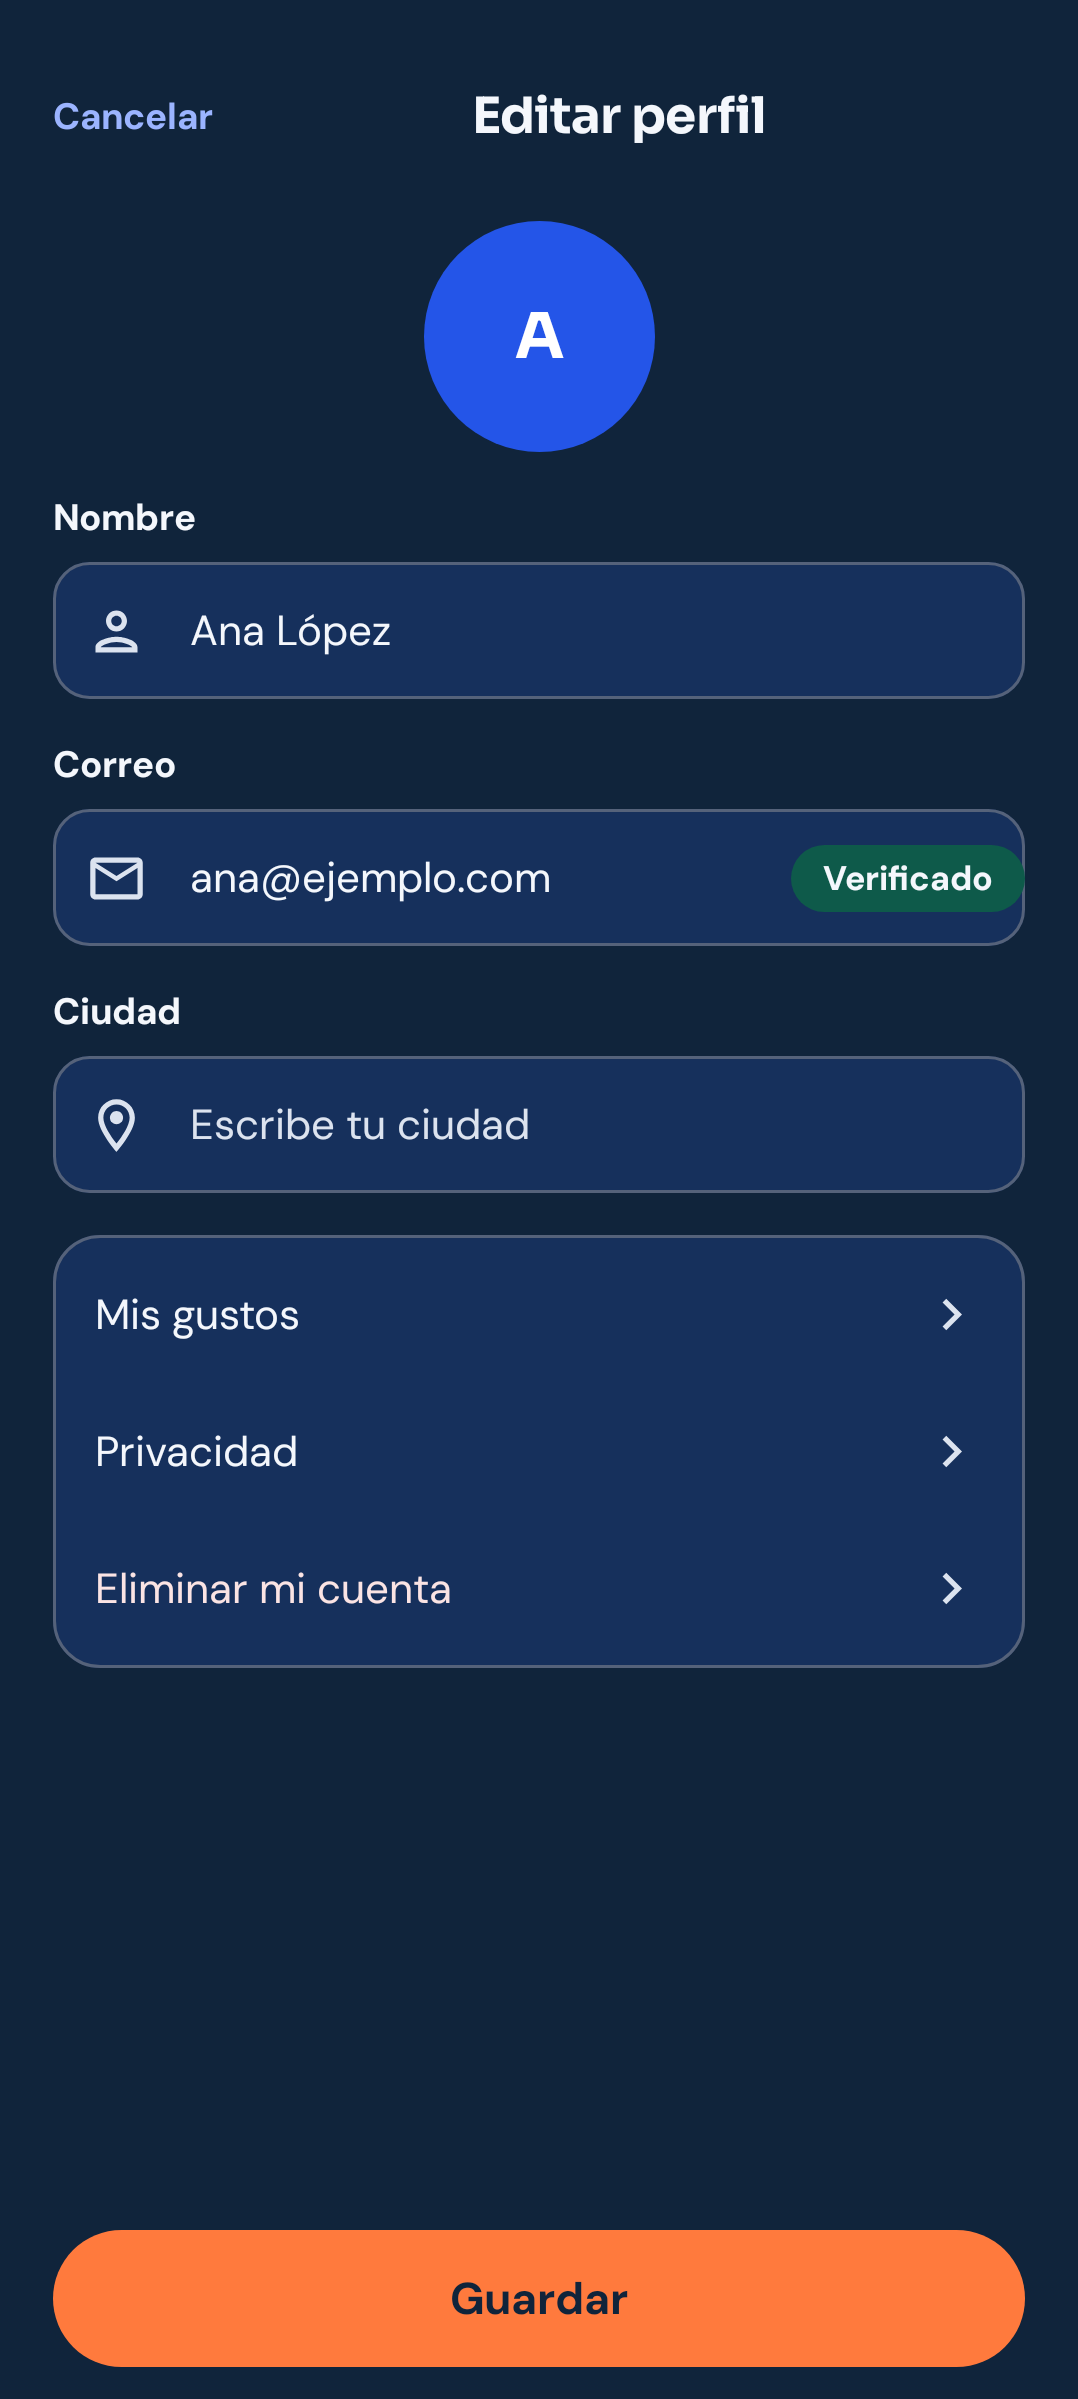 Cancelar
Editar perfil
A
Nombre
Ana López
Correo
ana@ejemplo.com
Verificado
Ciudad
Escribe tu ciudad
Mis gustos
Privacidad
Eliminar mi cuenta
Guardar